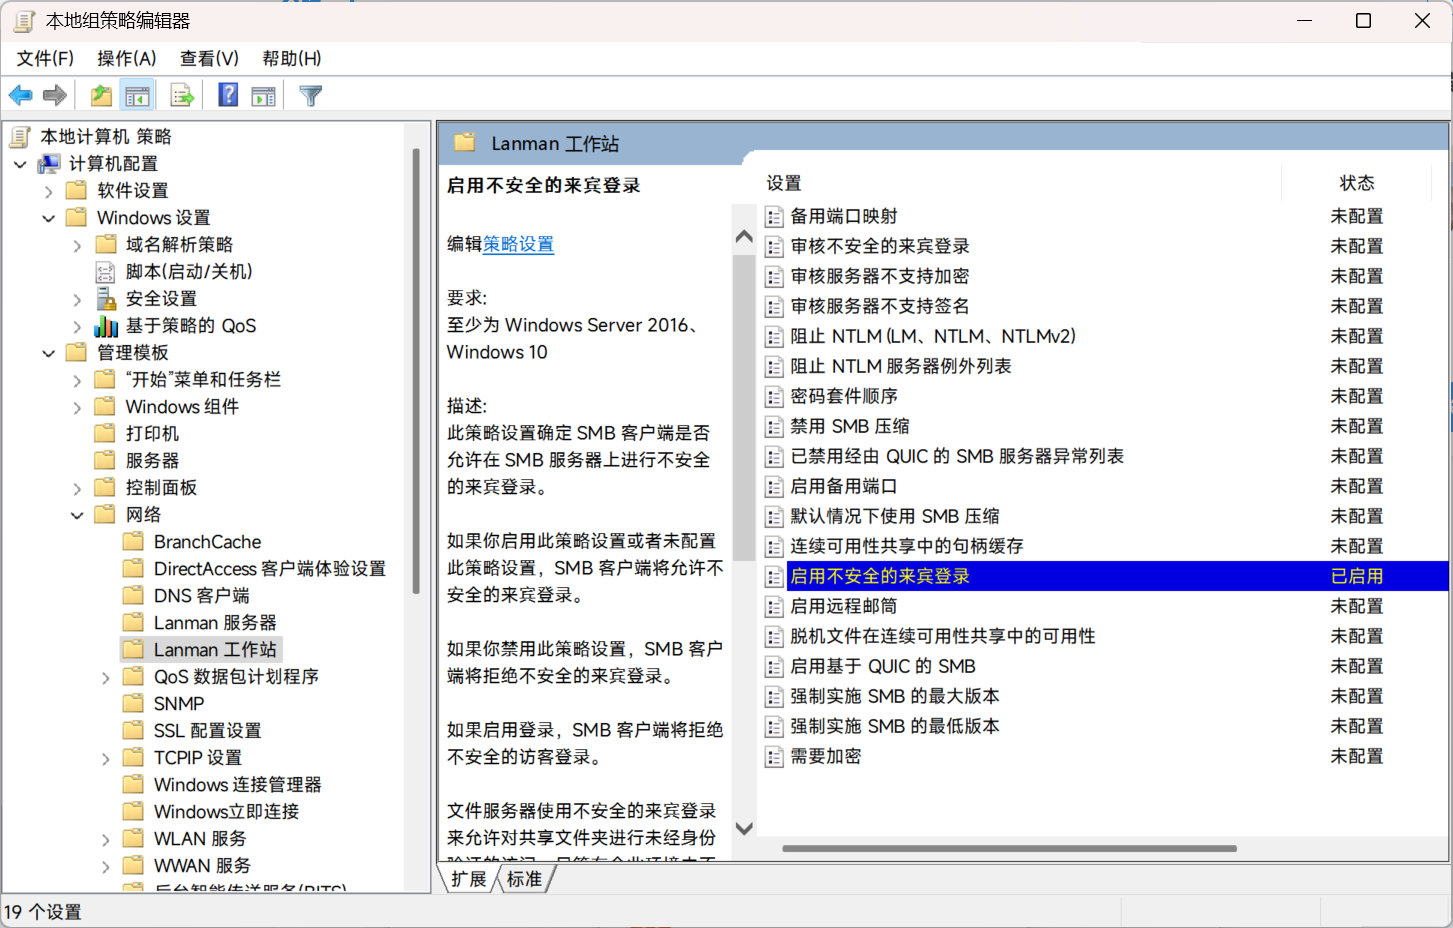 本地组策略编辑器
文件(F) 操作(A) 查看(V) 帮助(H)
本地计算机 策略
计算机配置
软件设置
Windows 设置
域名解析策略
脚本(启动/关机)
安全设置
基于策略的 QoS
管理模板
“开始”菜单和任务栏
Windows 组件
打印机
服务器
控制面板
网络
BranchCache
DirectAccess 客户端体验设置
DNS 客户端
Lanman 服务器
Lanman 工作站
QoS 数据包计划程序
SNMP
SSL 配置设置
TCPIP 设置
Windows 连接管理器
Windows立即连接
WLAN 服务
WWAN 服务
后台智能传送服务(BITS)
Lanman 工作站
启用不安全的来宾登录
编辑策略设置
要求:
至少为 Windows Server 2016、
Windows 10
描述:
此策略设置确定 SMB 客户端是否
允许在 SMB 服务器上进行不安全
的来宾登录。
如果你启用此策略设置或者未配置
此策略设置，SMB 客户端将允许不
安全的来宾登录。
如果你禁用此策略设置，SMB 客户
端将拒绝不安全的来宾登录。
如果启用登录，SMB 客户端将拒绝
不安全的访客登录。
文件服务器使用不安全的来宾登录
来允许对共享文件夹进行未经身份
设置 状态
备用端口映射 未配置
审核不安全的来宾登录 未配置
审核服务器不支持加密 未配置
审核服务器不支持签名 未配置
阻止 NTLM (LM、NTLM、NTLMv2) 未配置
阻止 NTLM 服务器例外列表 未配置
密码套件顺序 未配置
禁用 SMB 压缩 未配置
已禁用经由 QUIC 的 SMB 服务器异常列表 未配置
启用备用端口 未配置
默认情况下使用 SMB 压缩 未配置
连续可用性共享中的句柄缓存 未配置
启用不安全的来宾登录 已启用
启用远程邮筒 未配置
脱机文件在连续可用性共享中的可用性 未配置
启用基于 QUIC 的 SMB 未配置
强制实施 SMB 的最大版本 未配置
强制实施 SMB 的最低版本 未配置
需要加密 未配置
扩展 标准
19 个设置